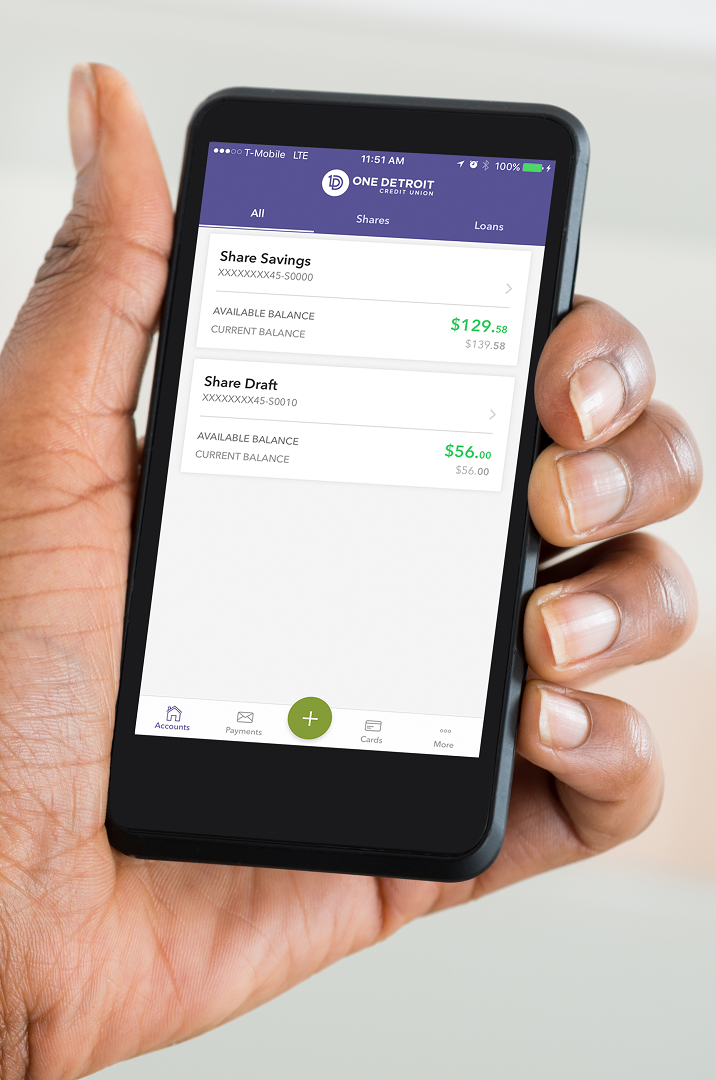 T-Mobile LTE 11:51 AM 100%
1D ONE DETROIT
CREDIT UNION
All Shares Loans
Share Savings
XXXXXXXX45-S0000
AVAILABLE BALANCE $129.58
CURRENT BALANCE $139.58
Share Draft
XXXXXXXX45-S0010
AVAILABLE BALANCE $56.00
CURRENT BALANCE $56.00
Accounts Payments + Cards More